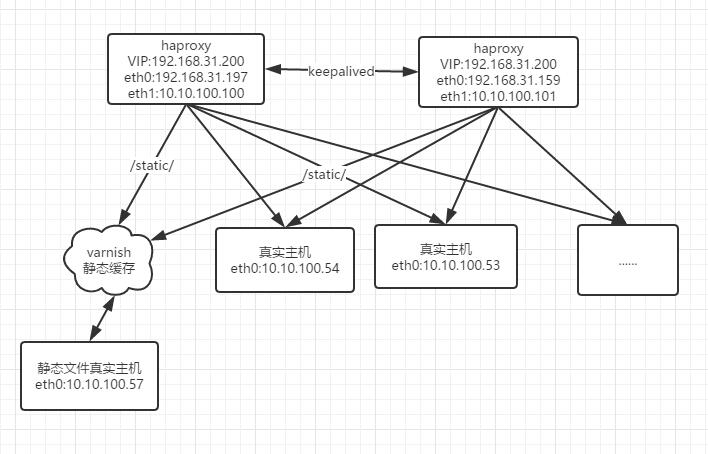 haproxy
VIP:192.168.31.200
eth0:192.168.31.197
eth1:10.10.100.100
keepalived
haproxy
VIP:192.168.31.200
eth0:192.168.31.159
eth1:10.10.100.101
/static/
/static/
varnish
静态缓存
真实主机
eth0:10.10.100.54
真实主机
eth0:10.10.100.53
......
静态文件真实主机
eth0:10.10.100.57